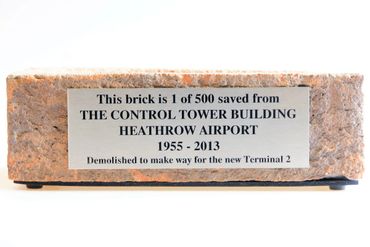 This brick is 1 of 500 saved from
THE CONTROL TOWER BUILDING
HEATHROW AIRPORT
1955 - 2013
Demolished to make way for the new Terminal 2